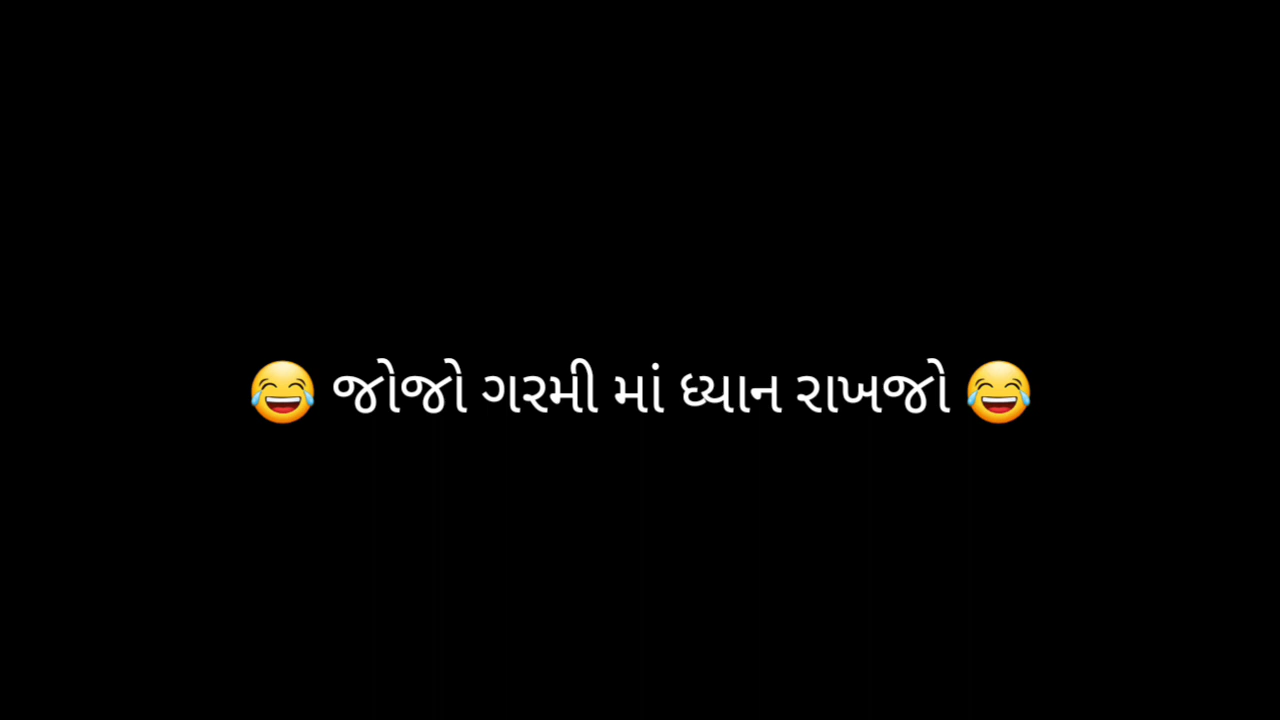 😂 જોજો ગરમી માં ધ્યાન રાખજો 😂